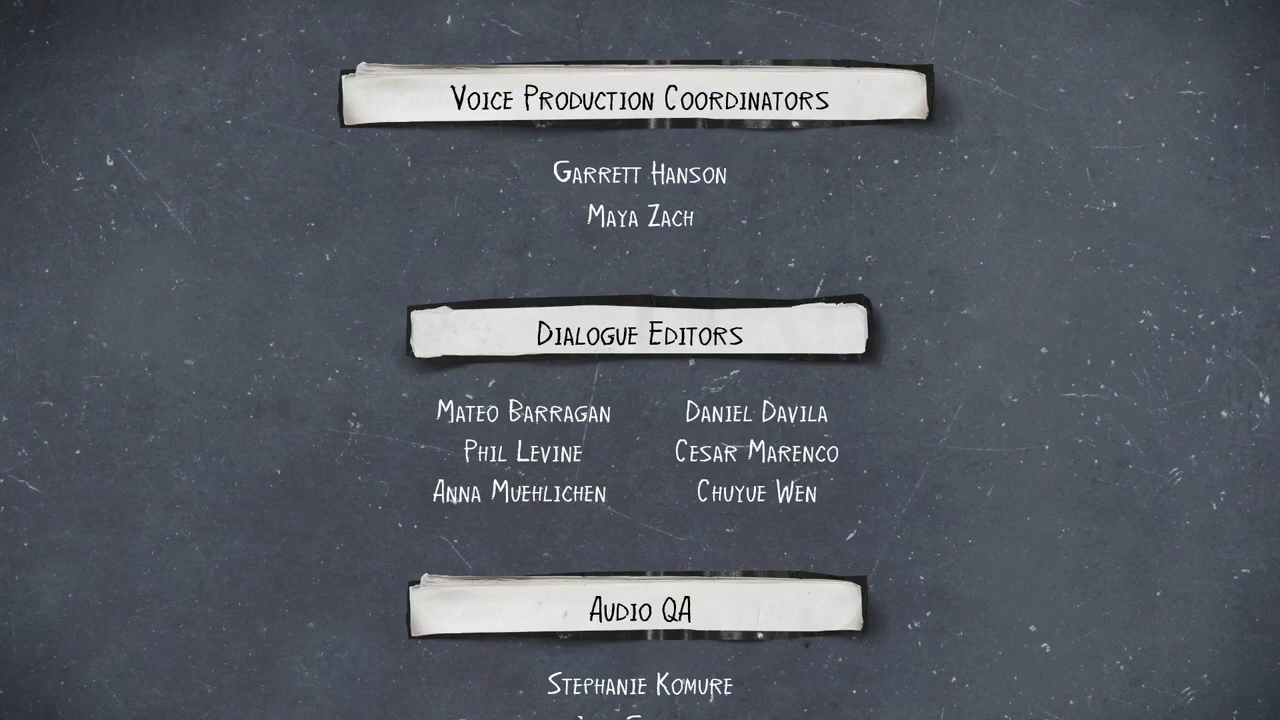 Voice Production Coordinators
Garrett Hanson
Maya Zach
Dialogue Editors
Mateo Barragan Daniel Davila
Phil Levine Cesar Marenco
Anna Muehlichen Chuyue Wen
Audio QA
Stephanie Komure